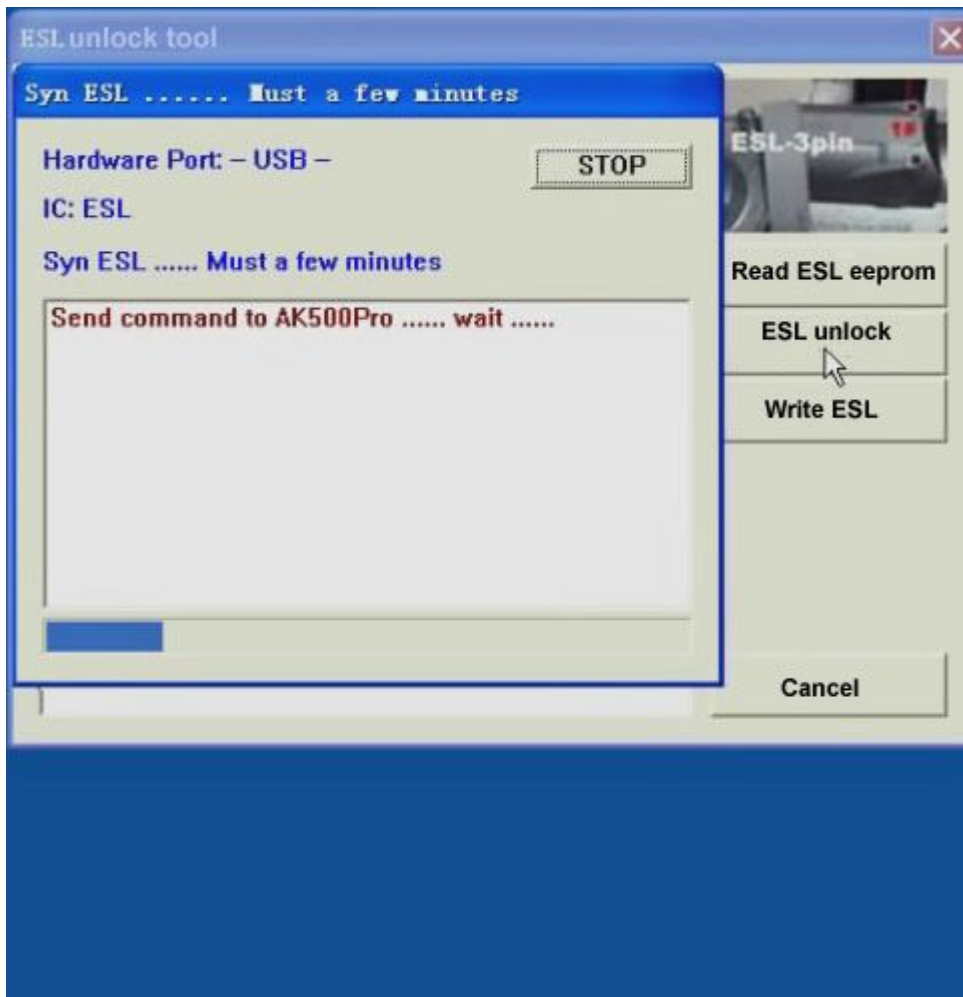 ESL unlock tool
Syn ESL ...... Must a few minutes
Hardware Port: – USB –
STOP
IC: ESL
Syn ESL ...... Must a few minutes
Send command to AK500Pro ...... wait ......
ESL-3pin
1#
Read ESL eeprom
ESL unlock
Write ESL
Cancel